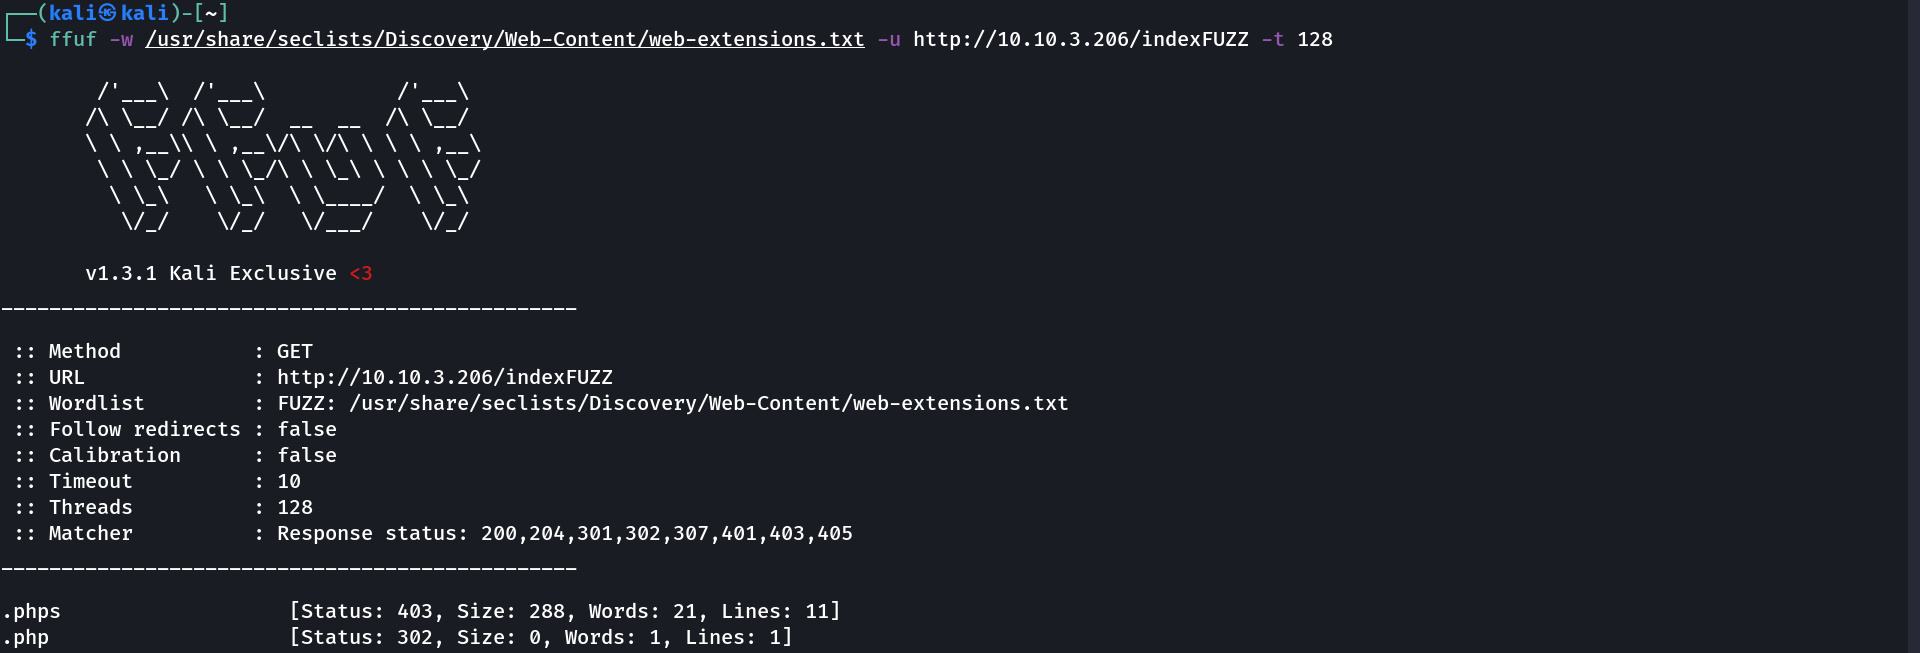 ┌──(kali㉿kali)-[~]
└─$ ffuf -w /usr/share/seclists/Discovery/Web-Content/web-extensions.txt -u http://10.10.3.206/indexFUZZ -t 128

        /'___\  /'___\           /'___\
       /\ \__/ /\ \__/  __  __  /\ \__/
       \ \ ,__\\ \ ,__\/\ \/\ \ \ \ ,__\
        \ \ \_/ \ \ \_/\ \ \_\ \ \ \ \_/
         \ \_\   \ \_\  \ \____/  \ \_\
          \/_/    \/_/   \/___/    \/_/

       v1.3.1 Kali Exclusive <3
________________________________________________

 :: Method           : GET
 :: URL              : http://10.10.3.206/indexFUZZ
 :: Wordlist         : FUZZ: /usr/share/seclists/Discovery/Web-Content/web-extensions.txt
 :: Follow redirects : false
 :: Calibration      : false
 :: Timeout          : 10
 :: Threads          : 128
 :: Matcher          : Response status: 200,204,301,302,307,401,403,405
________________________________________________

.phps                   [Status: 403, Size: 288, Words: 21, Lines: 11]
.php                    [Status: 302, Size: 0, Words: 1, Lines: 1]